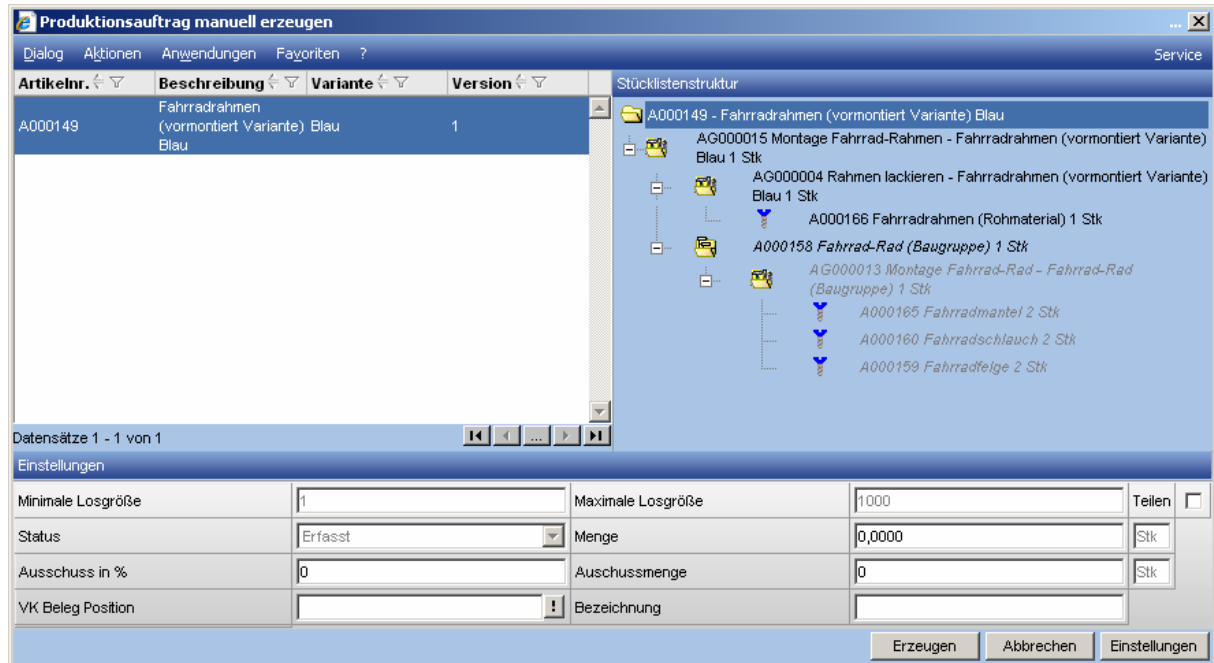 Produktionsauftrag manuell erzeugen
...
Dialog Aktionen Anwendungen Favoriten ?
Service
Artikelnr. Beschreibung Variante Version
A000149
Fahrradrahmen
(vormontiert Variante)
Blau
Blau
1
Datensätze 1 - 1 von 1
...
Stücklistenstruktur
A000149 - Fahrradrahmen (vormontiert Variante) Blau
AG000015 Montage Fahrrad-Rahmen - Fahrradrahmen (vormontiert Variante)
Blau 1 Stk
AG000004 Rahmen lackieren - Fahrradrahmen (vormontiert Variante)
Blau 1 Stk
A000166 Fahrradrahmen (Rohmaterial) 1 Stk
A000158 Fahrrad-Rad (Baugruppe) 1 Stk
AG000013 Montage Fahrrad-Rad - Fahrrad-Rad
(Baugruppe) 1 Stk
A000165 Fahrradmantel 2 Stk
A000160 Fahrradschlauch 2 Stk
A000159 Fahrradfelge 2 Stk
Einstellungen
Minimale Losgröße 1 Maximale Losgröße 1000 Teilen
Status Erfasst Menge 0,0000 Stk
Ausschuss in % 0 Auschussmenge 0 Stk
VK Beleg Position ! Bezeichnung
Erzeugen Abbrechen Einstellungen